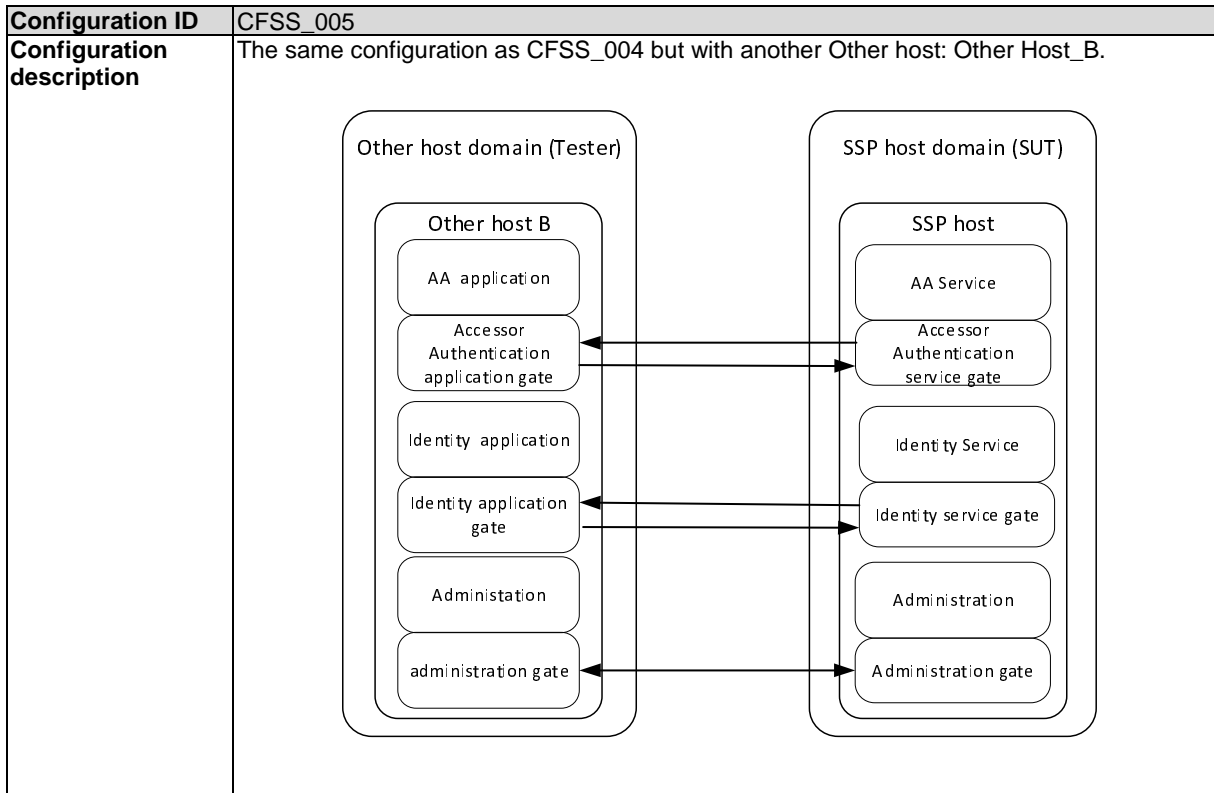 Configuration ID CFSS_005
Configuration description The same configuration as CFSS_004 but with another Other host: Other Host_B.
Other host domain (Tester)
Other host B
AA application
Accessor
Authentication
application gate
Identity application
Identity application
gate
Administation
administration gate
SSP host domain (SUT)
SSP host
AA Service
Accessor
Authentication
service gate
Identity Service
Identity service gate
Administration
Administration gate